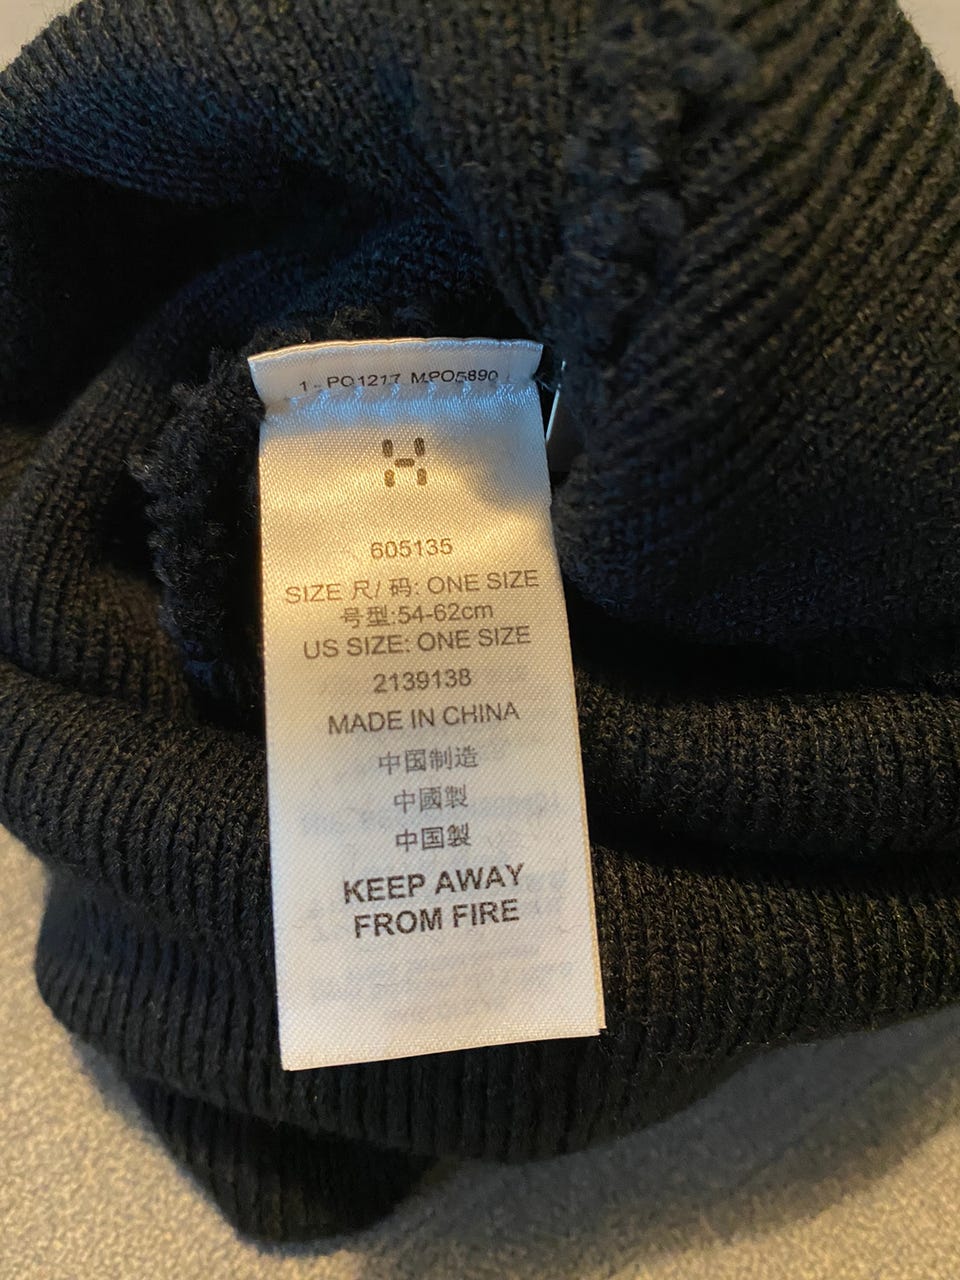 1 - PO1217 MPO5890
H
605135
SIZE 尺/ 码: ONE SIZE
号型:54-62cm
US SIZE: ONE SIZE
2139138
MADE IN CHINA
中国制造
中國製
中国製
KEEP AWAY
FROM FIRE